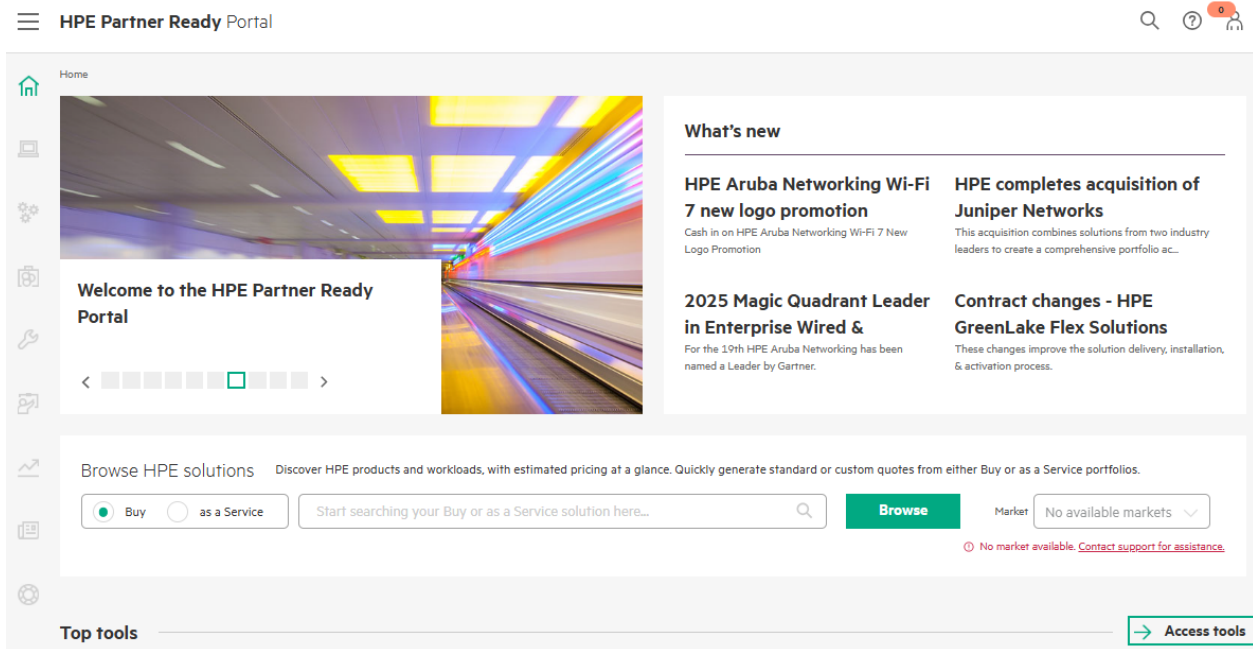 HPE Partner Ready Portal
0
Home
Welcome to the HPE Partner Ready
Portal
What's new
HPE Aruba Networking Wi-Fi
7 new logo promotion
Cash in on HPE Aruba Networking Wi-Fi 7 New
Logo Promotion
HPE completes acquisition of
Juniper Networks
This acquisition combines solutions from two industry
leaders to create a comprehensive portfolio ac...
2025 Magic Quadrant Leader
in Enterprise Wired &
For the 19th HPE Aruba Networking has been
named a Leader by Gartner.
Contract changes - HPE
GreenLake Flex Solutions
These changes improve the solution delivery, installation,
& activation process.
Browse HPE solutions Discover HPE products and workloads, with estimated pricing at a glance. Quickly generate standard or custom quotes from either Buy or as a Service portfolios.
Buy as a Service Start searching your Buy or as a Service solution here... Browse Market No available markets
No market available. Contact support for assistance.
Top tools Access tools